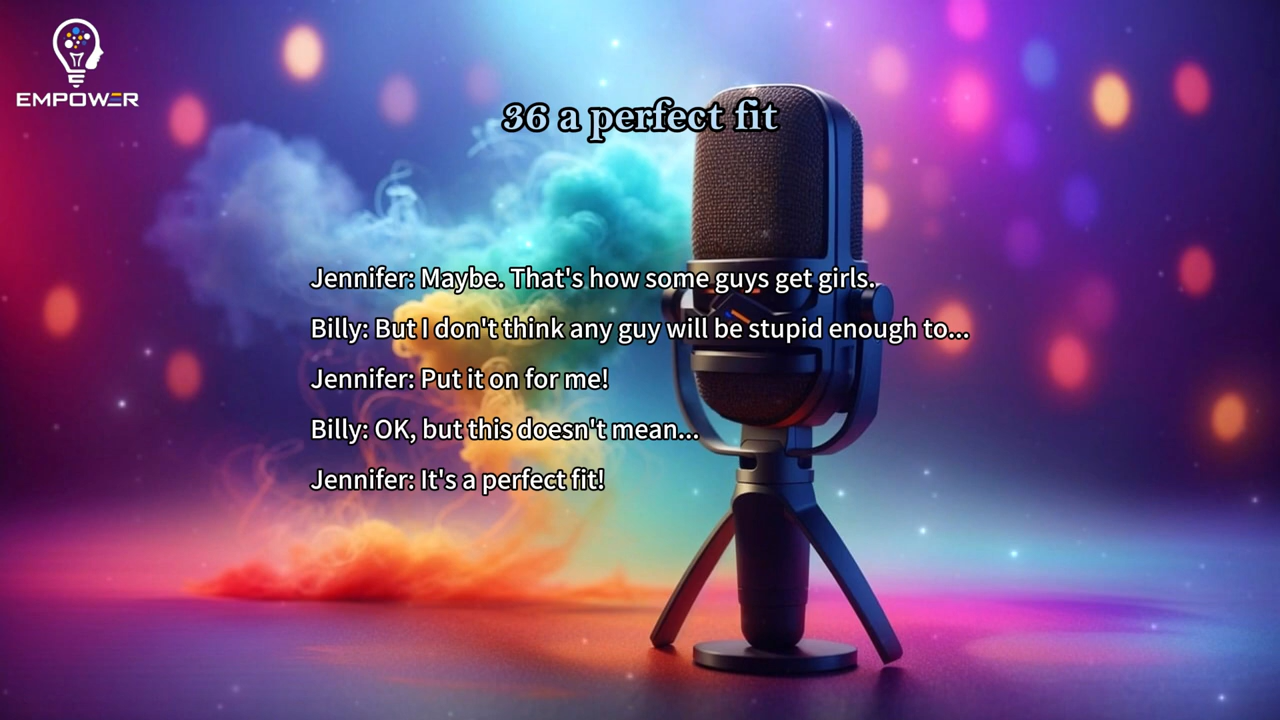 EMPOWER
36 a perfect fit
Jennifer: Maybe. That's how some guys get girls.
Billy: But I don't think any guy will be stupid enough to...
Jennifer: Put it on for me!
Billy: OK, but this doesn't mean...
Jennifer: It's a perfect fit!